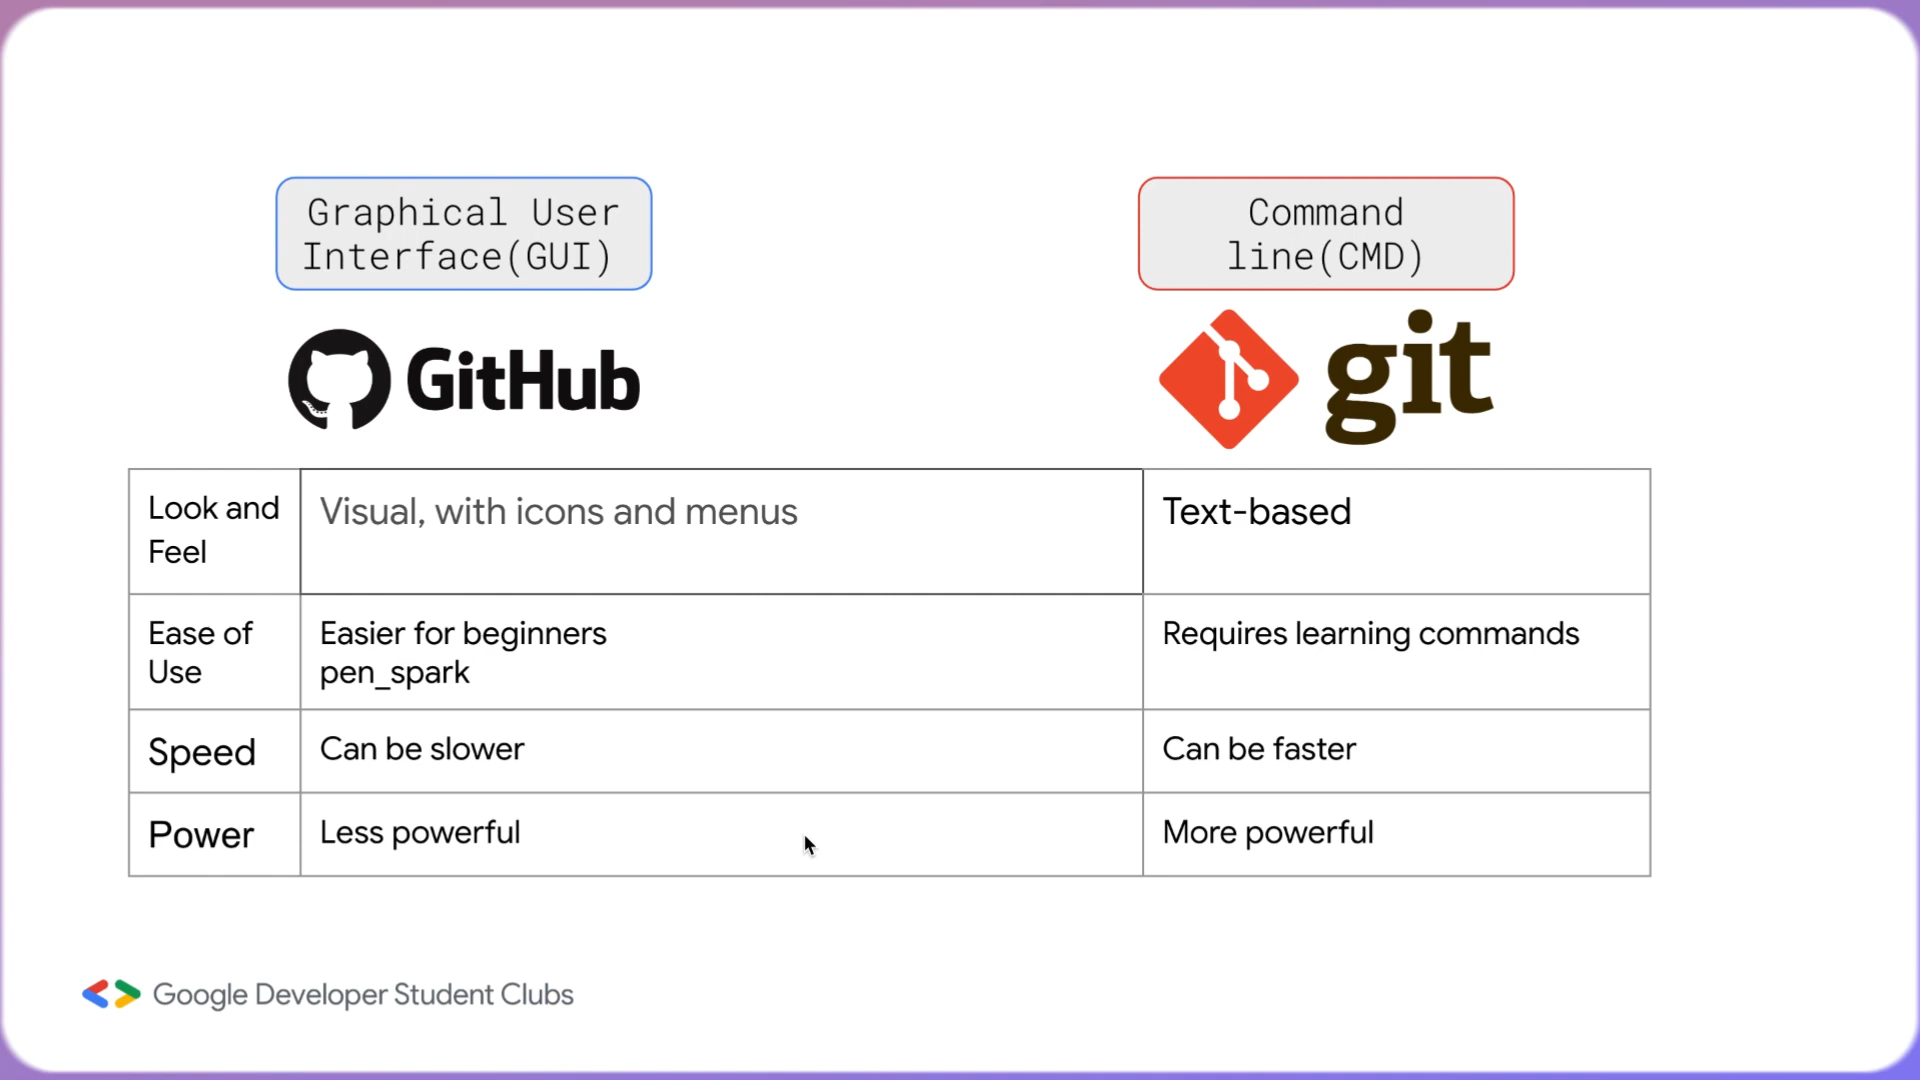 Graphical User
Interface(GUI)
Command
line(CMD)
GitHub
git
Look and
Feel
Visual, with icons and menus
Text-based
Ease of
Use
Easier for beginners
pen_spark
Requires learning commands
Speed
Can be slower
Can be faster
Power
Less powerful
More powerful
Google Developer Student Clubs